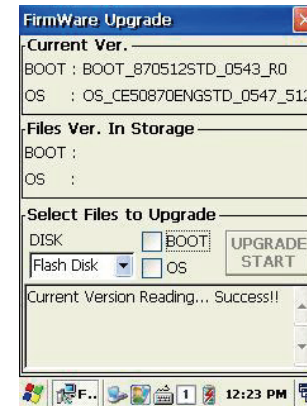 FirmWare Upgrade
Current Ver.
BOOT : BOOT_870512STD_0543_R0
OS : OS_CE50870ENGSTD_0547_512
Files Ver. In Storage
BOOT :
OS :
Select Files to Upgrade
DISK
BOOT
Flash Disk
OS
UPGRADE
START
Current Version Reading... Success!!
F..
1
12:23 PM